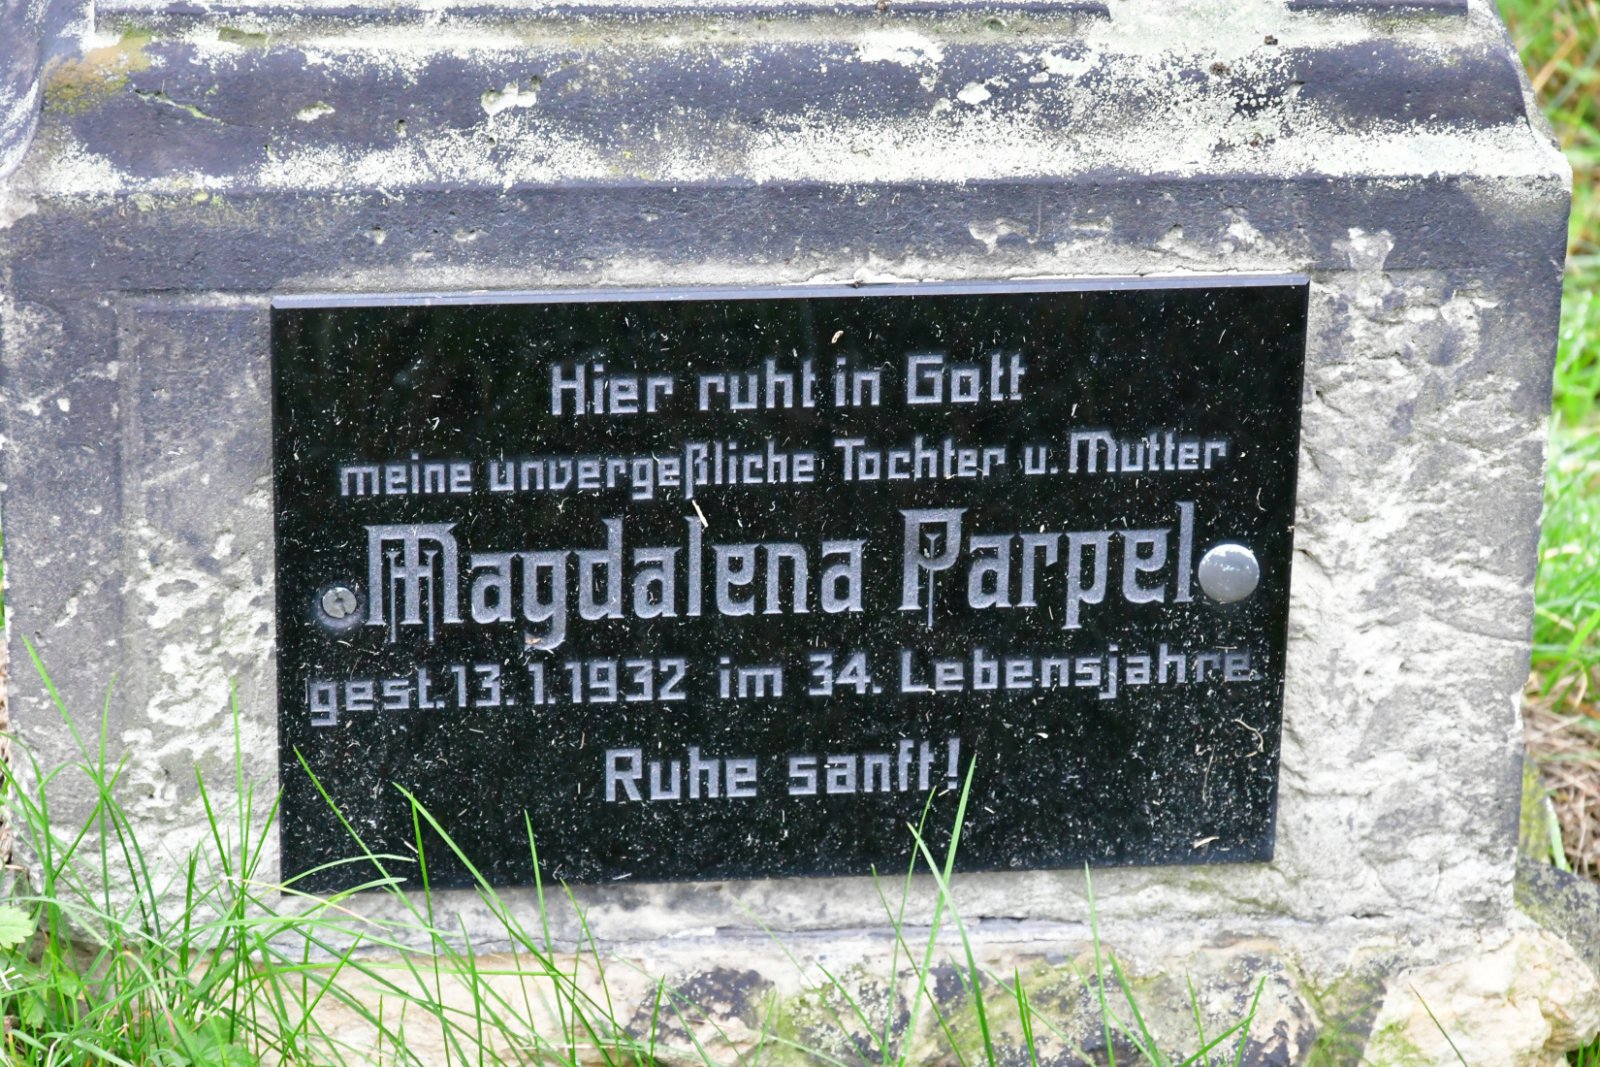 Hier ruht in Gott
meine unvergeßliche Tochter u. Mutter
Magdalena Parpel
gest. 13. 1. 1932 im 34. Lebensjahre
Ruhe sanft!